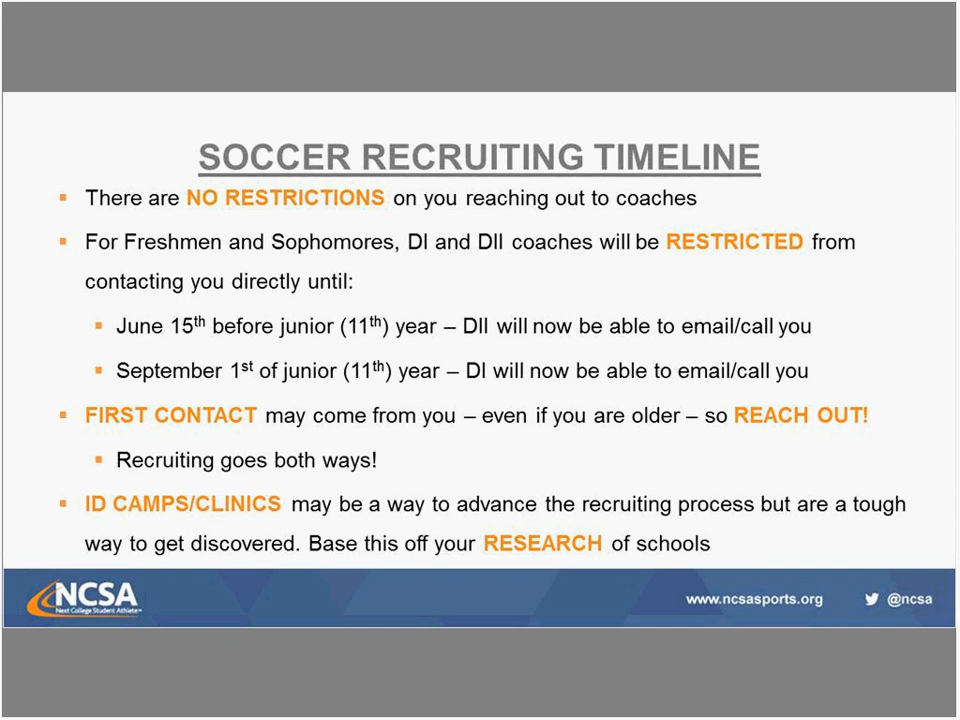 SOCCER RECRUITING TIMELINE
▪ There are NO RESTRICTIONS on you reaching out to coaches
▪ For Freshmen and Sophomores, DI and DII coaches will be RESTRICTED from
contacting you directly until:
▪ June 15th before junior (11th) year – DII will now be able to email/call you
▪ September 1st of junior (11th) year – DI will now be able to email/call you
▪ FIRST CONTACT may come from you – even if you are older – so REACH OUT!
▪ Recruiting goes both ways!
▪ ID CAMPS/CLINICS may be a way to advance the recruiting process but are a tough
way to get discovered. Base this off your RESEARCH of schools
NCSA
Next College Student Athlete™
www.ncsasports.org @ncsa